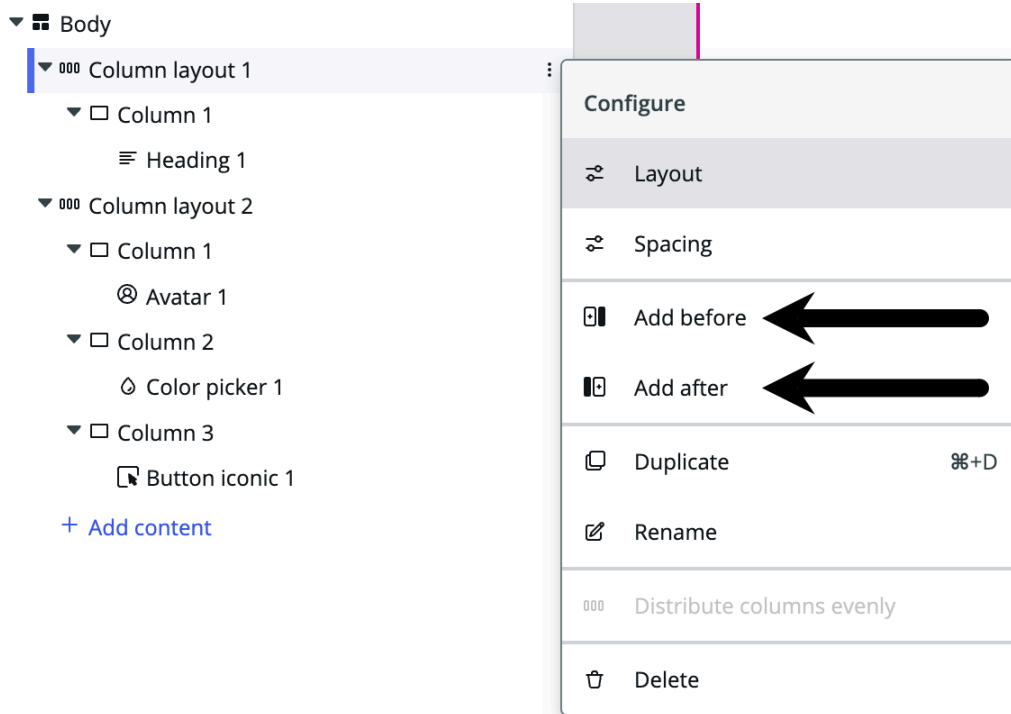 Body
Column layout 1
Column 1
Heading 1
Column layout 2
Column 1
Avatar 1
Column 2
Color picker 1
Column 3
Button iconic 1
+ Add content
Configure
Layout
Spacing
Add before
Add after
Duplicate ⌘+D
Rename
Distribute columns evenly
Delete